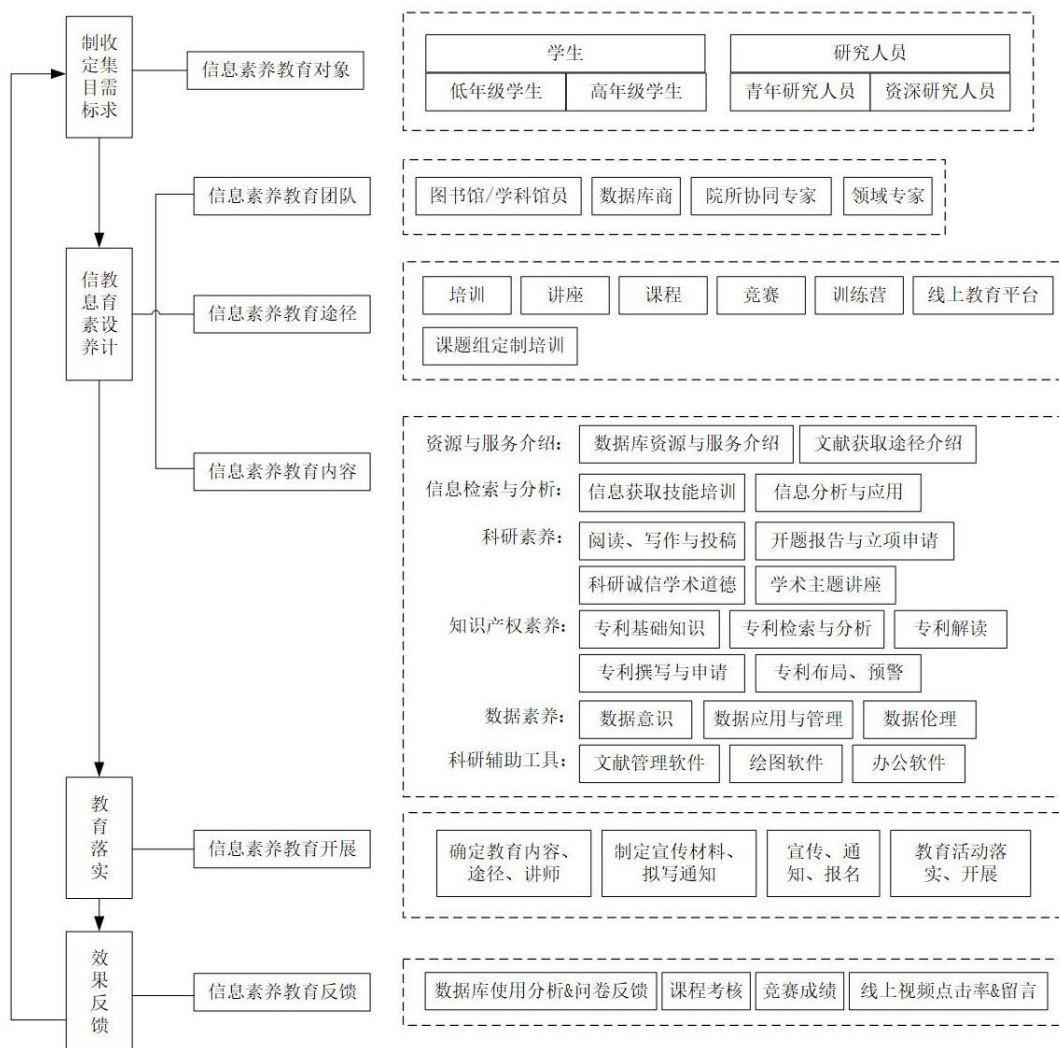 制收
定集
目需
标求
信息素养教育对象
学生
研究人员
低年级学生
高年级学生
青年研究人员
资深研究人员
信息素养教育团队
图书馆/学科馆员
数据库商
院所协同专家
领域专家
信教
息育
素设
养计
信息素养教育途径
培训
讲座
课程
竞赛
训练营
线上教育平台
课题组定制培训
信息素养教育内容
资源与服务介绍：
数据库资源与服务介绍
文献获取途径介绍
信息检索与分析：
信息获取技能培训
信息分析与应用
科研素养：
阅读、写作与投稿
开题报告与立项申请
科研诚信学术道德
学术主题讲座
知识产权素养：
专利基础知识
专利检索与分析
专利解读
专利撰写与申请
专利布局、预警
数据素养：
数据意识
数据应用与管理
数据伦理
科研辅助工具：
文献管理软件
绘图软件
办公软件
教
育
落
实
信息素养教育开展
确定教育内容、
途径、讲师
制定宣传材料、
拟写通知
宣传、通
知、报名
教育活动落
实、开展
效
果
反
馈
信息素养教育反馈
数据库使用分析&问卷反馈
课程考核
竞赛成绩
线上视频点击率&留言